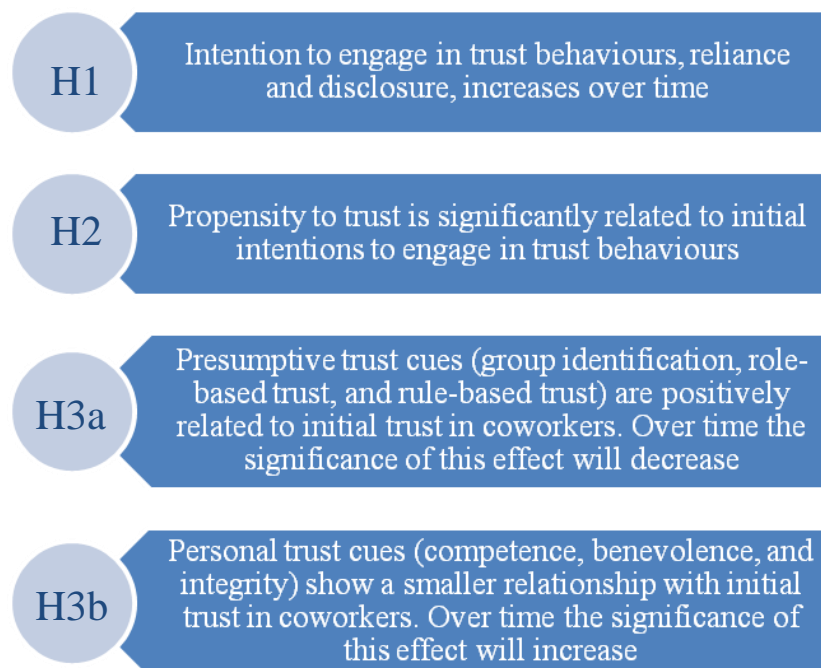 H1
Intention to engage in trust behaviours, reliance
and disclosure, increases over time
H2
Propensity to trust is significantly related to initial
intentions to engage in trust behaviours
H3a
Presumptive trust cues (group identification, role-
based trust, and rule-based trust) are positively
related to initial trust in coworkers. Over time the
significance of this effect will decrease
H3b
Personal trust cues (competence, benevolence, and
integrity) show a smaller relationship with initial
trust in coworkers. Over time the significance of
this effect will increase